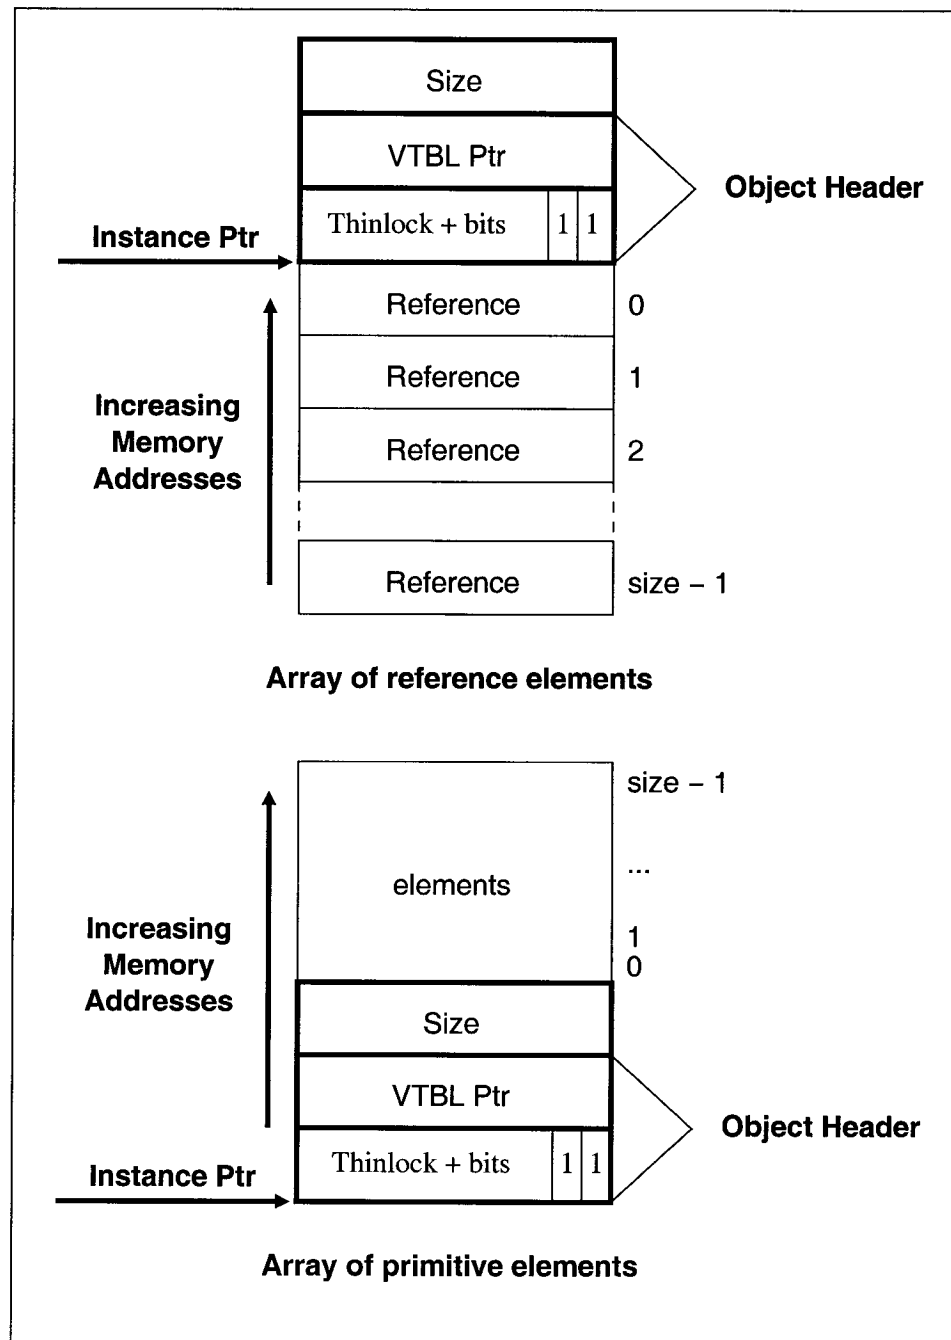 Size
VTBL Ptr
Object Header
Thinlock + bits 1 1
Instance Ptr
Reference 0
Reference 1
Increasing
Memory
Addresses
Reference 2
Reference size – 1
Array of reference elements
size – 1
...
elements
1
0
Increasing
Memory
Addresses
Size
VTBL Ptr
Object Header
Thinlock + bits 1 1
Instance Ptr
Array of primitive elements